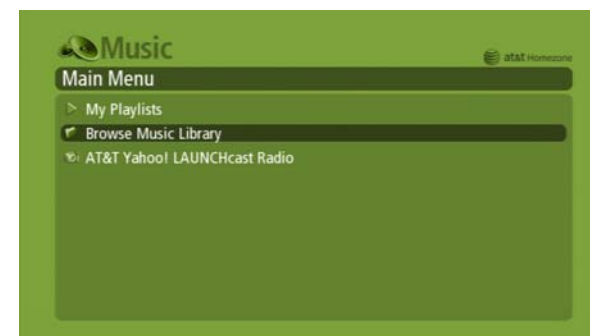 Music
at&t Homezone
Main Menu
My Playlists
Browse Music Library
AT&T Yahoo! LAUNCHcast Radio